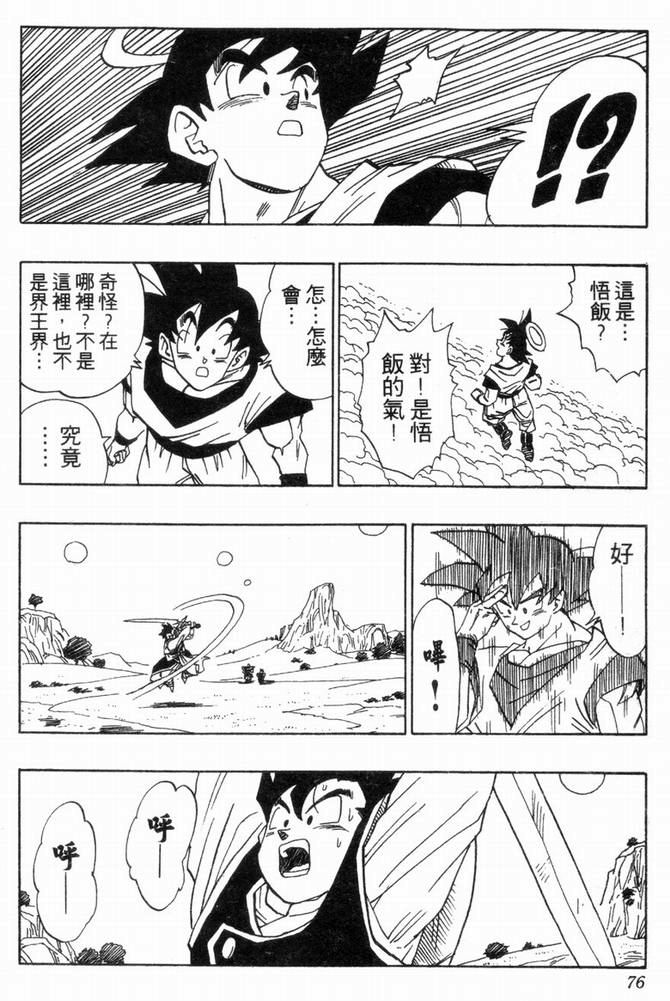 !?
這是…
悟飯?
對!是悟
飯的氣!
怎…怎麼
會…
奇怪?在
哪裡?不是
這裡,也不
是界王界…
究竟
……
好—
嗶!
呼—
呼—
76